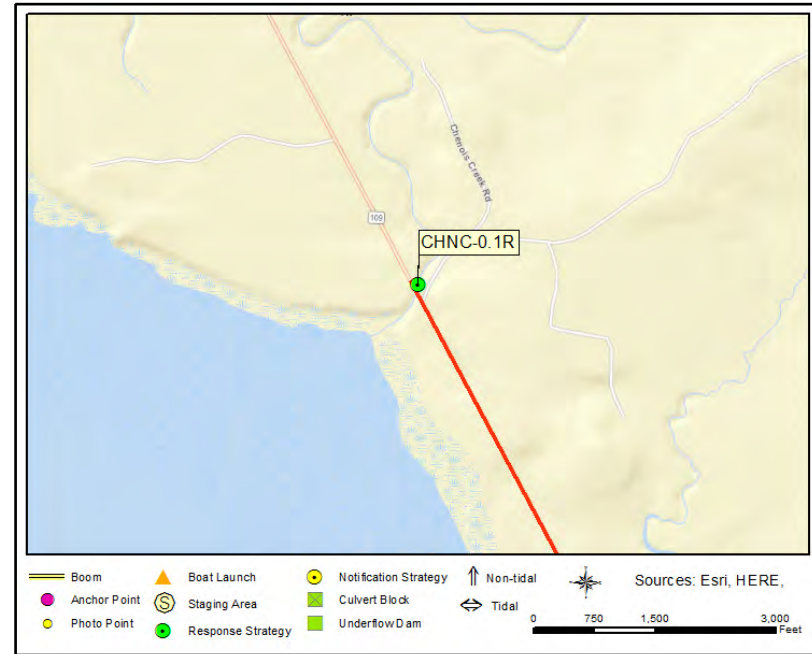 Chenois Creek Rd
109
CHNC-0.1R
Boom
Anchor Point
Photo Point
Boat Launch
S Staging Area
Response Strategy
Notification Strategy
Culvert Block
Underflow Dam
Non-tidal
Tidal
Sources: Esri, HERE,
0 750 1,500 3,000
Feet